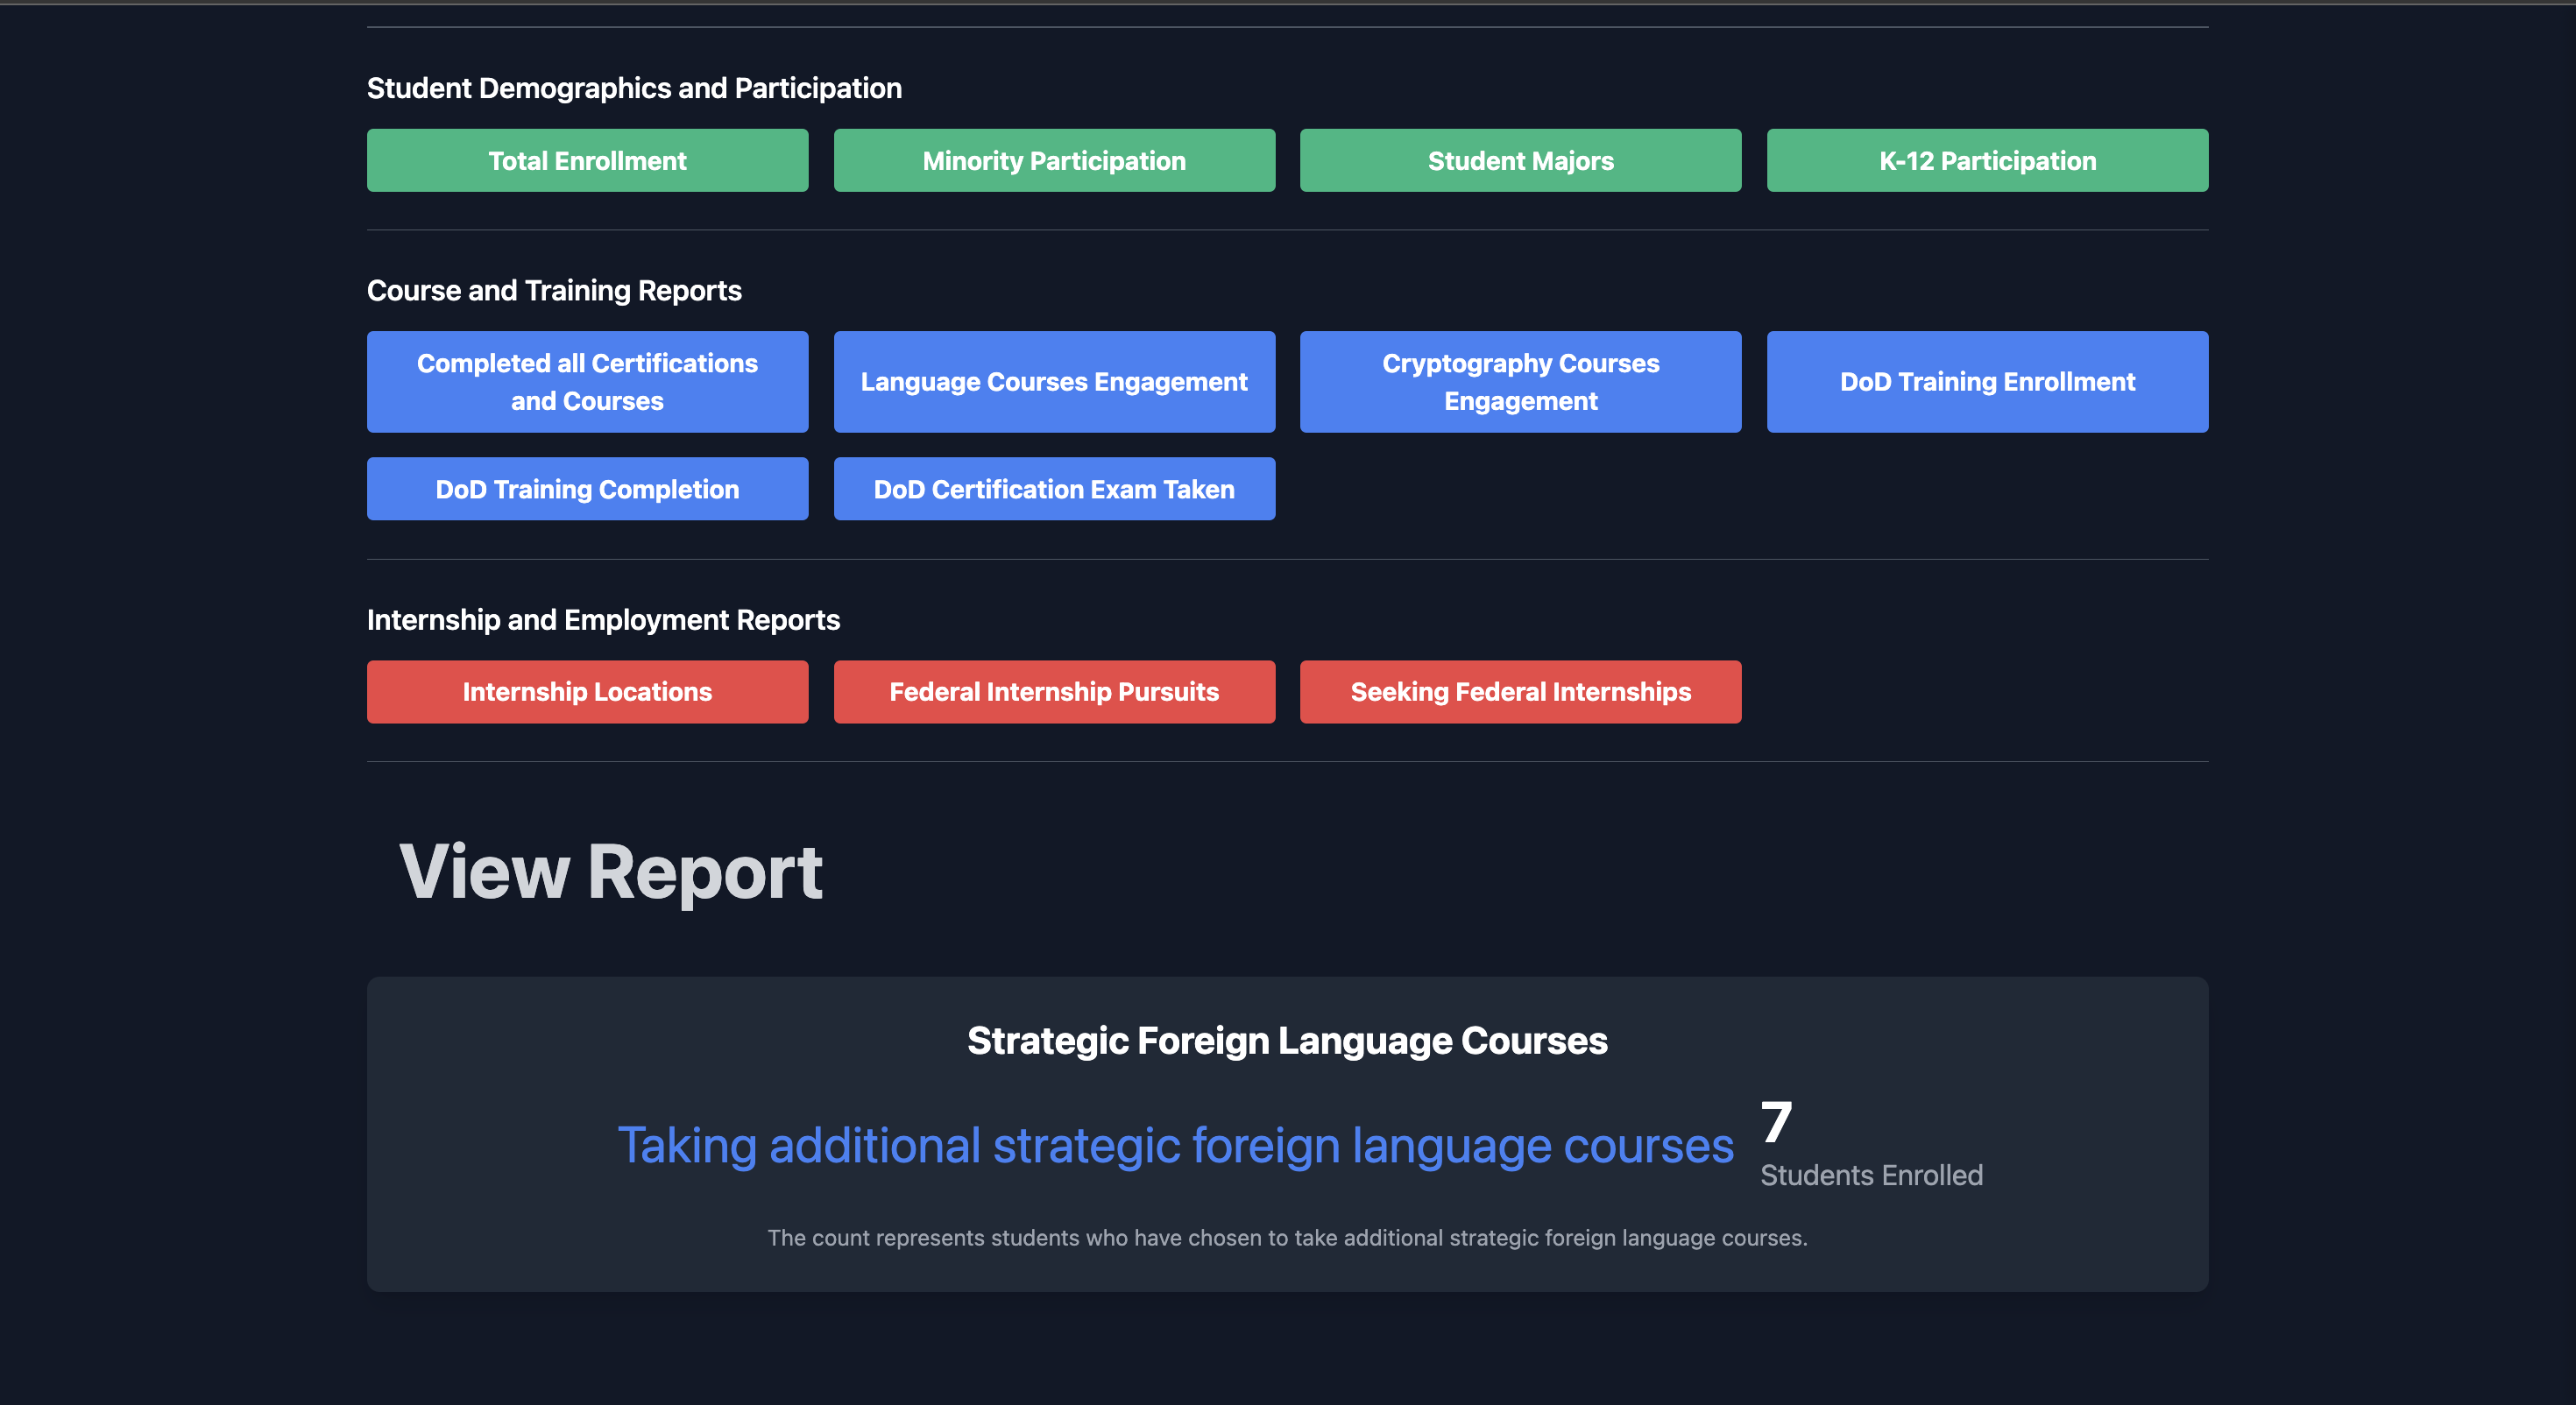 Student Demographics and Participation
Total Enrollment
Minority Participation
Student Majors
K-12 Participation
Course and Training Reports
Completed all Certifications
and Courses
Language Courses Engagement
Cryptography Courses
Engagement
DoD Training Enrollment
DoD Training Completion
DoD Certification Exam Taken
Internship and Employment Reports
Internship Locations
Federal Internship Pursuits
Seeking Federal Internships
View Report
Strategic Foreign Language Courses
Taking additional strategic foreign language courses
7
Students Enrolled
The count represents students who have chosen to take additional strategic foreign language courses.